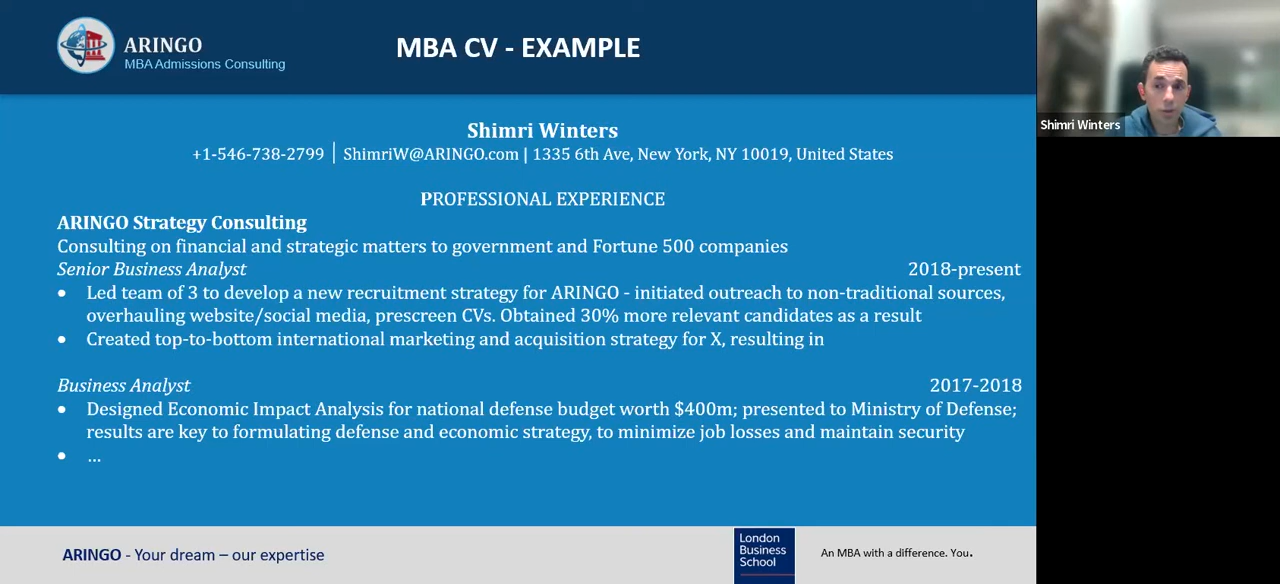 ARINGO
MBA Admissions Consulting
MBA CV - EXAMPLE
Shimri Winters
Shimri Winters
+1-546-738-2799 | ShimriW@ARINGO.com | 1335 6th Ave, New York, NY 10019, United States
PROFESSIONAL EXPERIENCE
ARINGO Strategy Consulting
Consulting on financial and strategic matters to government and Fortune 500 companies
Senior Business Analyst 2018-present
• Led team of 3 to develop a new recruitment strategy for ARINGO - initiated outreach to non-traditional sources,
overhauling website/social media, prescreen CVs. Obtained 30% more relevant candidates as a result
• Created top-to-bottom international marketing and acquisition strategy for X, resulting in
Business Analyst 2017-2018
• Designed Economic Impact Analysis for national defense budget worth $400m; presented to Ministry of Defense;
results are key to formulating defense and economic strategy, to minimize job losses and maintain security
• ...
ARINGO - Your dream – our expertise
London
Business
School
An MBA with a difference. You.